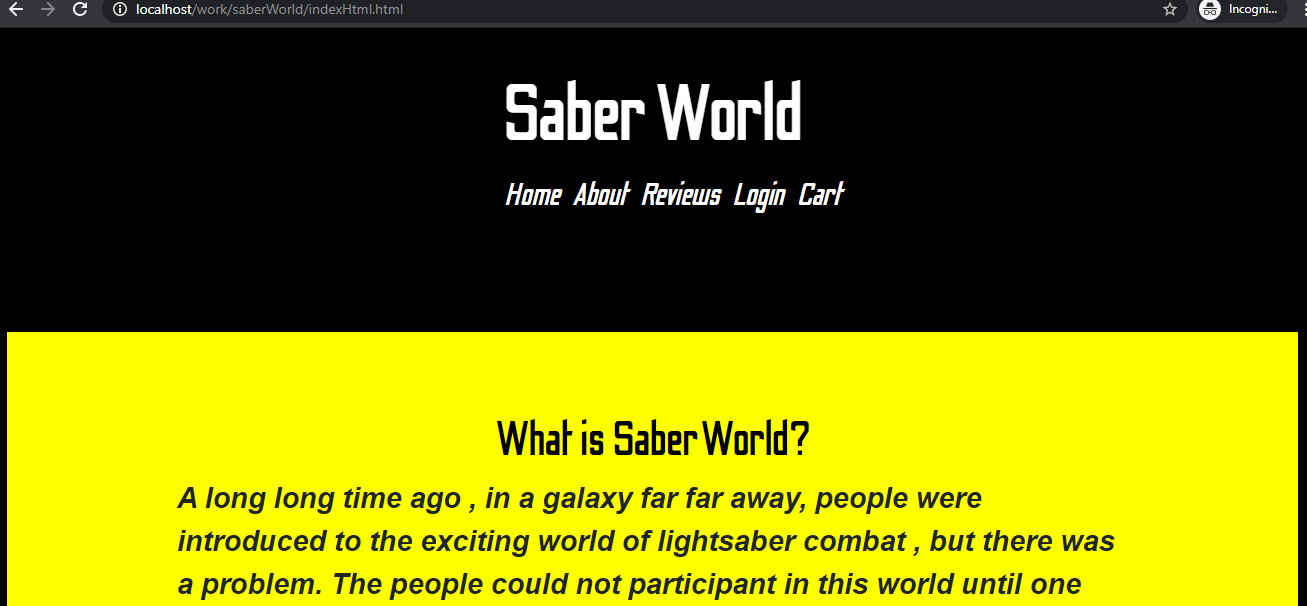 localhost/work/saberWorld/indexHtml.html
Incogni...
Saber World
Home About Reviews Login Cart
What is Saber World?
A long long time ago , in a galaxy far far away, people were
introduced to the exciting world of lightsaber combat , but there was
a problem. The people could not participant in this world until one